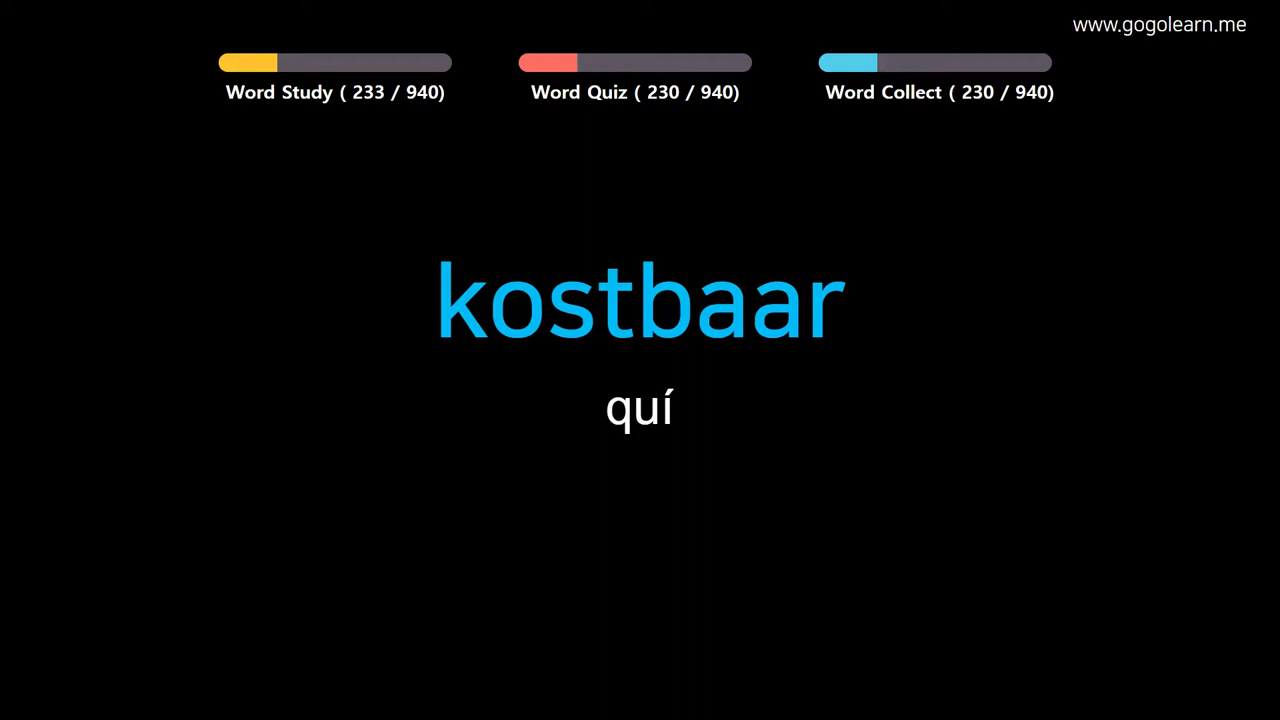 www.gogolearn.me
Word Study ( 233 / 940)
Word Quiz ( 230 / 940)
Word Collect ( 230 / 940)
kostbaar
quí